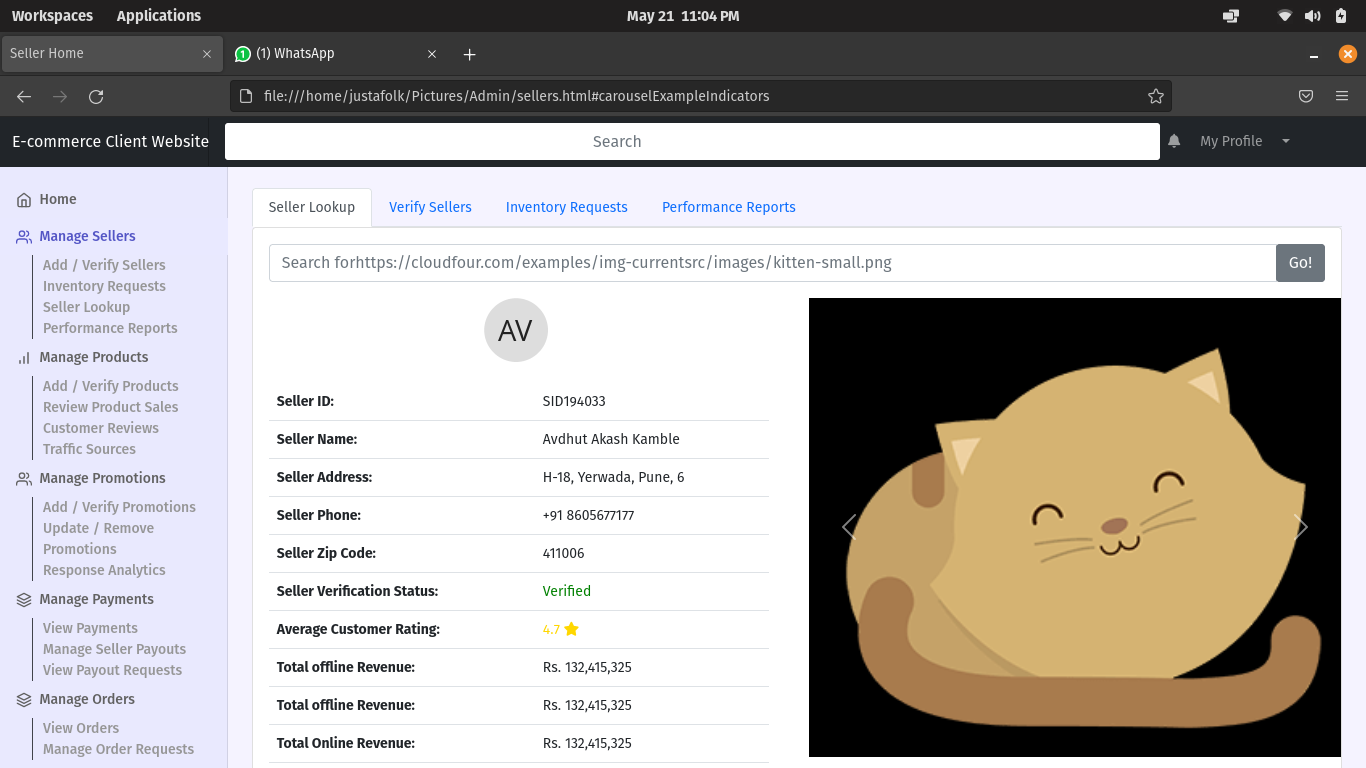 Workspaces Applications May 21 11:04 PM
Seller Home (1) WhatsApp
file:///home/justafolk/Pictures/Admin/sellers.html#carouselExampleIndicators
E-commerce Client Website Search My Profile
Home
Manage Sellers
Add / Verify Sellers
Inventory Requests
Seller Lookup
Performance Reports
Manage Products
Add / Verify Products
Review Product Sales
Customer Reviews
Traffic Sources
Manage Promotions
Add / Verify Promotions
Update / Remove
Promotions
Response Analytics
Manage Payments
View Payments
Manage Seller Payouts
View Payout Requests
Manage Orders
View Orders
Manage Order Requests
Seller Lookup Verify Sellers Inventory Requests Performance Reports
Search forhttps://cloudfour.com/examples/img-currentsrc/images/kitten-small.png Go!
AV
Seller ID: SID194033
Seller Name: Avdhut Akash Kamble
Seller Address: H-18, Yerwada, Pune, 6
Seller Phone: +91 8605677177
Seller Zip Code: 411006
Seller Verification Status: Verified
Average Customer Rating: 4.7
Total offline Revenue: Rs. 132,415,325
Total offline Revenue: Rs. 132,415,325
Total Online Revenue: Rs. 132,415,325